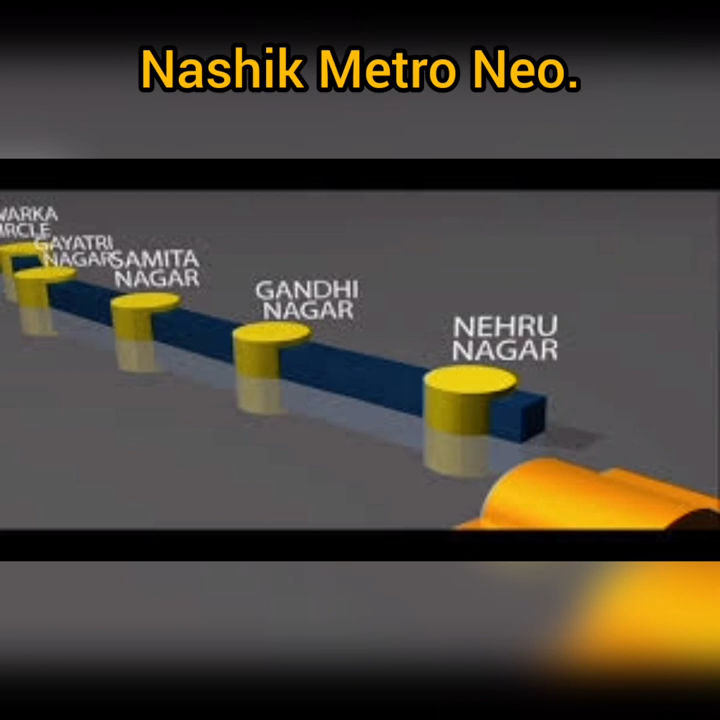 Nashik Metro Neo.
GAYATRI
NAGAR
SAMITA
NAGAR
GANDHI
NAGAR
NEHRU
NAGAR